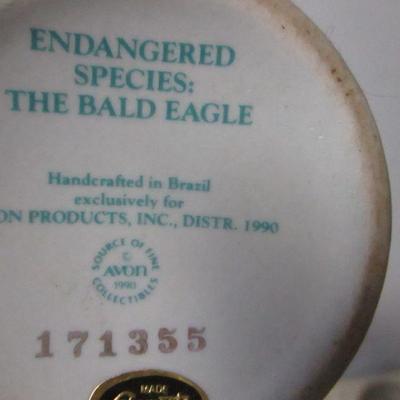 ENDANGERED
SPECIES:
THE BALD EAGLE
Handcrafted in Brazil
exclusively for
ON PRODUCTS, INC., DISTR. 1990
SOURCE OF FINE
©
AVON
1990
COLLECTIBLES
171355
MADE